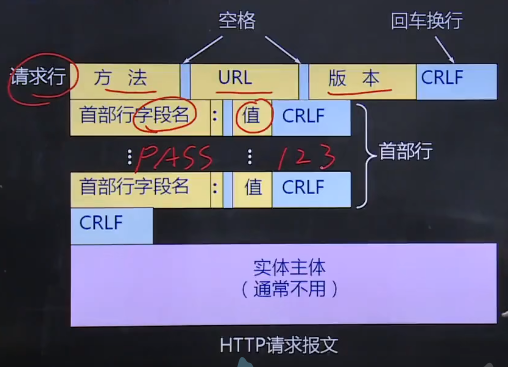 空格 回车换行
请求行 方法 URL 版本 CRLF
首部行字段名 : 值 CRLF
⋮ PASS ⋮ 123 首部行
首部行字段名 : 值 CRLF
CRLF
实体主体
（通常不用）
HTTP请求报文